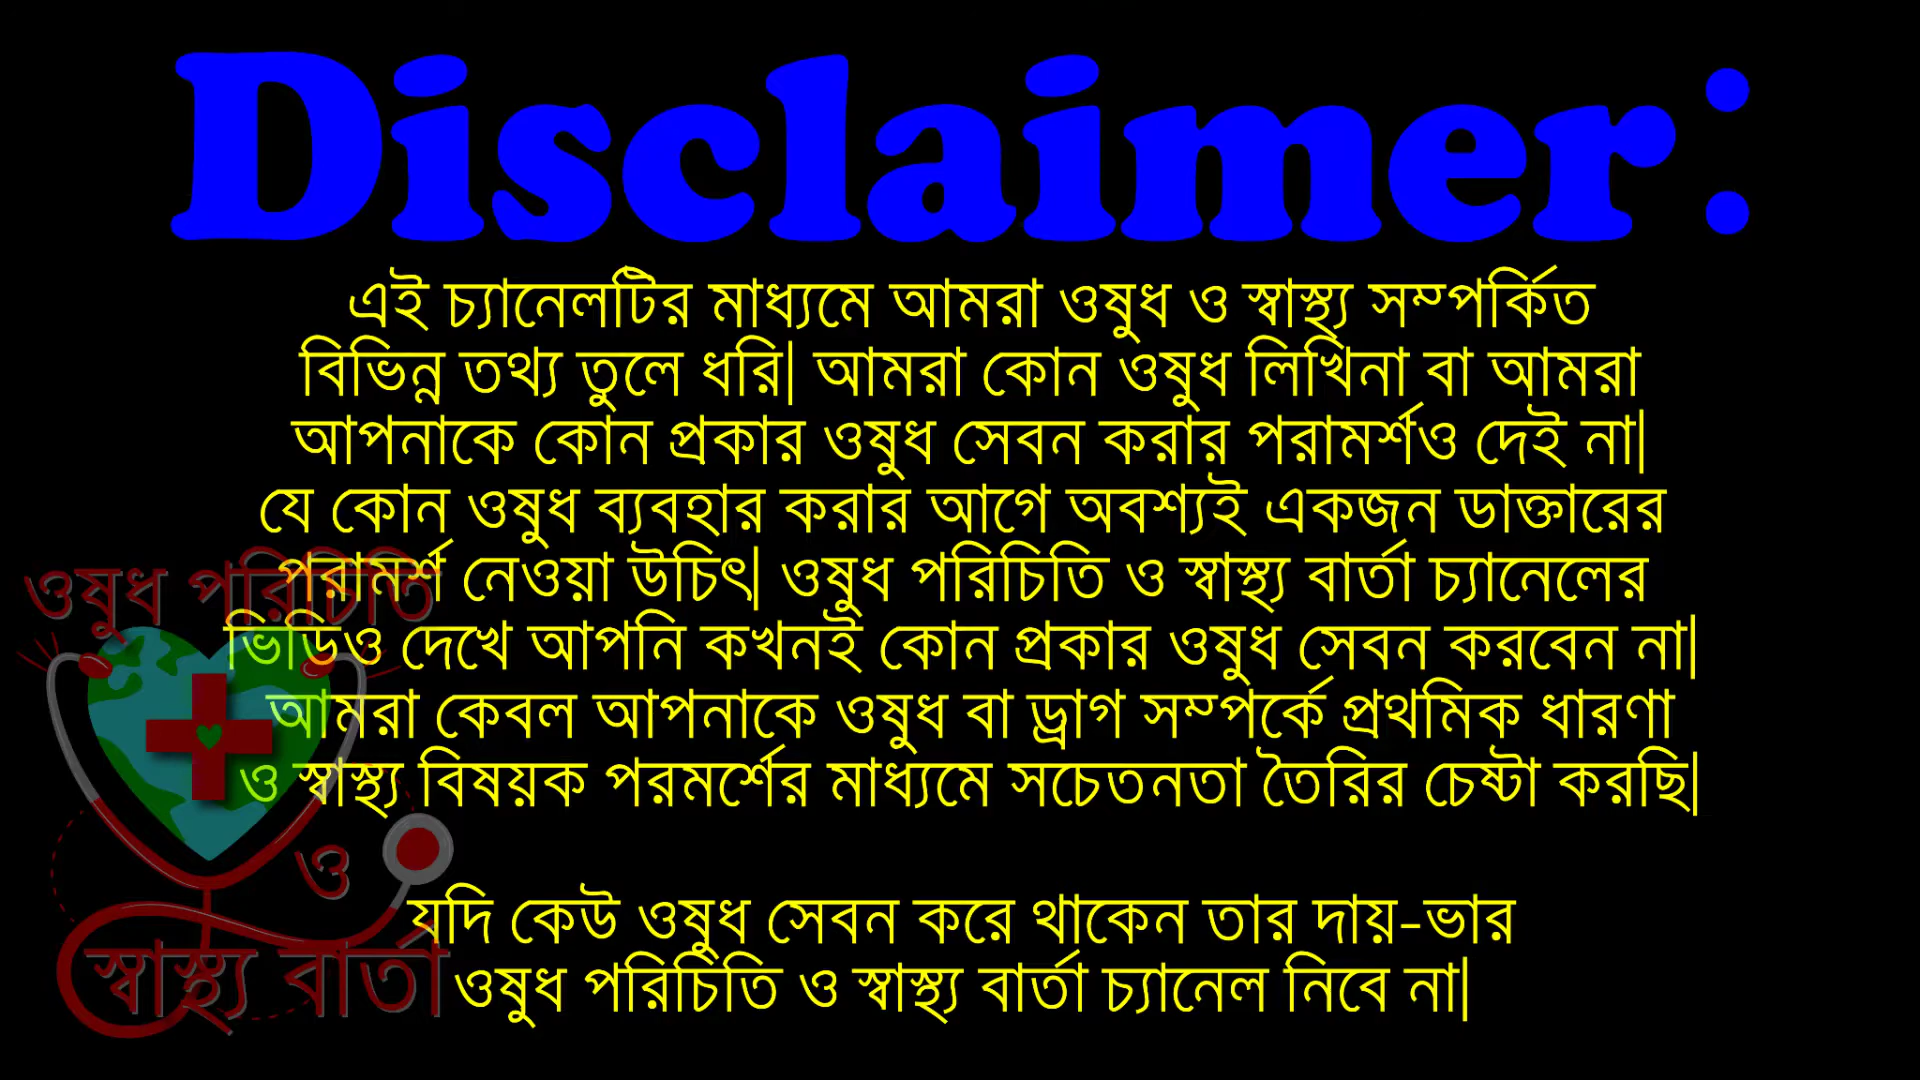 Disclaimer:
এই চ্যানেলটির মাধ্যমে আমরা ওষুধ ও স্বাস্থ্য সম্পর্কিত
বিভিন্ন তথ্য তুলে ধরি| আমরা কোন ওষুধ লিখিনা বা আমরা
আপনাকে কোন প্রকার ওষুধ সেবন করার পরামর্শও দেই না|
যে কোন ওষুধ ব্যবহার করার আগে অবশ্যই একজন ডাক্তারের
পরামর্শ নেওয়া উচিৎ| ওষুধ পরিচিতি ও স্বাস্থ্য বার্তা চ্যানেলের
ভিডিও দেখে আপনি কখনই কোন প্রকার ওষুধ সেবন করবেন না|
আমরা কেবল আপনাকে ওষুধ বা ড্রাগ সম্পর্কে প্রথমিক ধারণা
ও স্বাস্থ্য বিষয়ক পরমর্শের মাধ্যমে সচেতনতা তৈরির চেষ্টা করছি|
যদি কেউ ওষুধ সেবন করে থাকেন তার দায়-ভার
ওষুধ পরিচিতি ও স্বাস্থ্য বার্তা চ্যানেল নিবে না|
ওষুধ পরিচিতি
ও
স্বাস্থ্য বার্তা